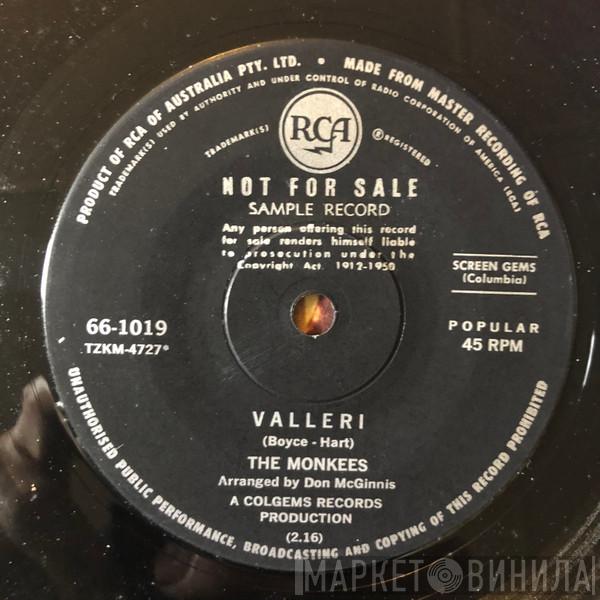 PRODUCT OF RCA OF AUSTRALIA PTY. LTD. • MADE FROM MASTER RECORDING OF RCA
TRADEMARK(S) USED BY AUTHORITY AND UNDER CONTROL OF RADIO CORPORATION OF AMERICA (RCA)
TRADEMARK(S)
RCA
® REGISTERED
NOT FOR SALE
SAMPLE RECORD
Any person offering this record
for sale renders himself liable
to prosecution under the
Copyright Act. 1912-1950
SCREEN GEMS
(Columbia)
66-1019
TZKM-4727*
POPULAR
45 RPM
VALLERI
(Boyce - Hart)
THE MONKEES
Arranged by Don McGinnis
A COLGEMS RECORDS
PRODUCTION
(2.16)
UNAUTHORISED PUBLIC PERFORMANCE, BROADCASTING AND COPYING OF THIS RECORD PROHIBITED
МАРКЕТ ВИНИЛА